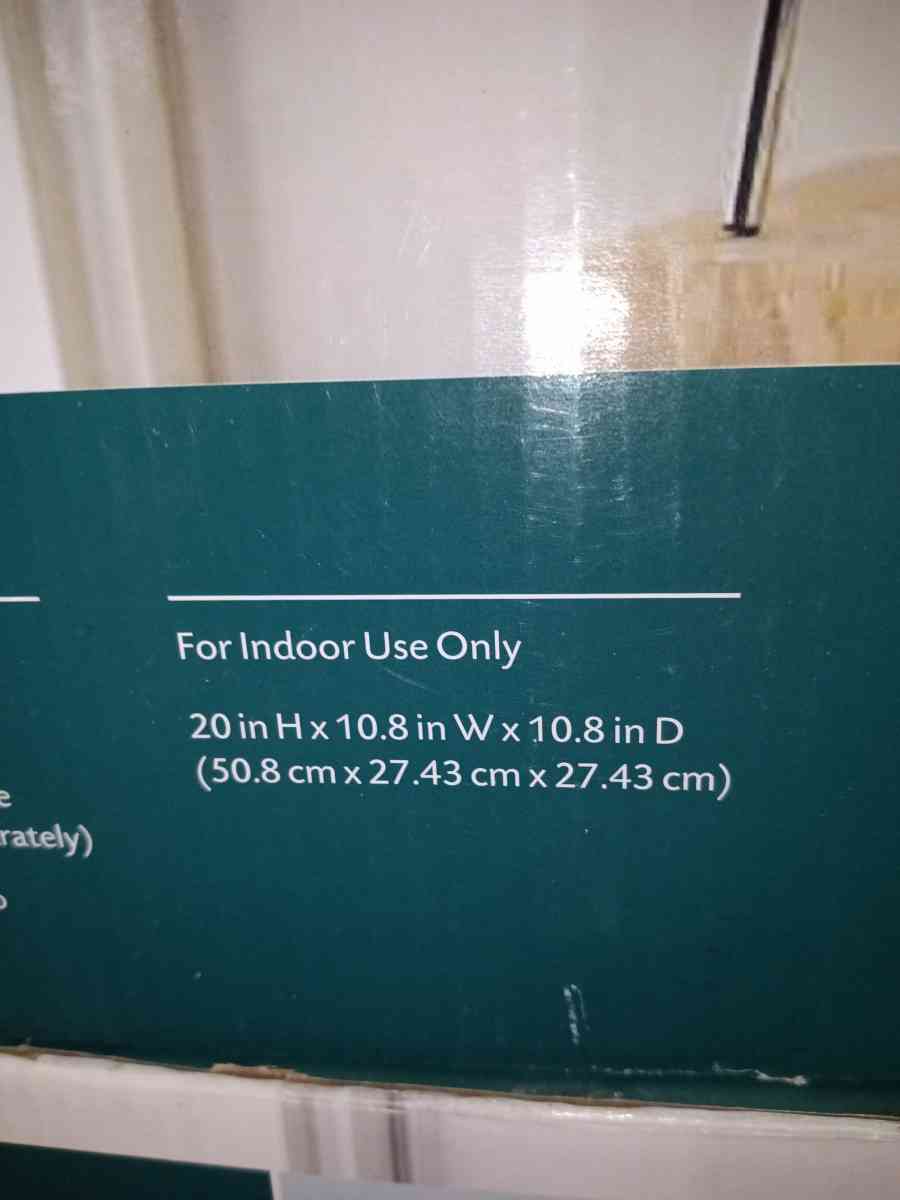 For Indoor Use Only
20 in H x 10.8 in W x 10.8 in D
(50.8 cm x 27.43 cm x 27.43 cm)
e
rately)